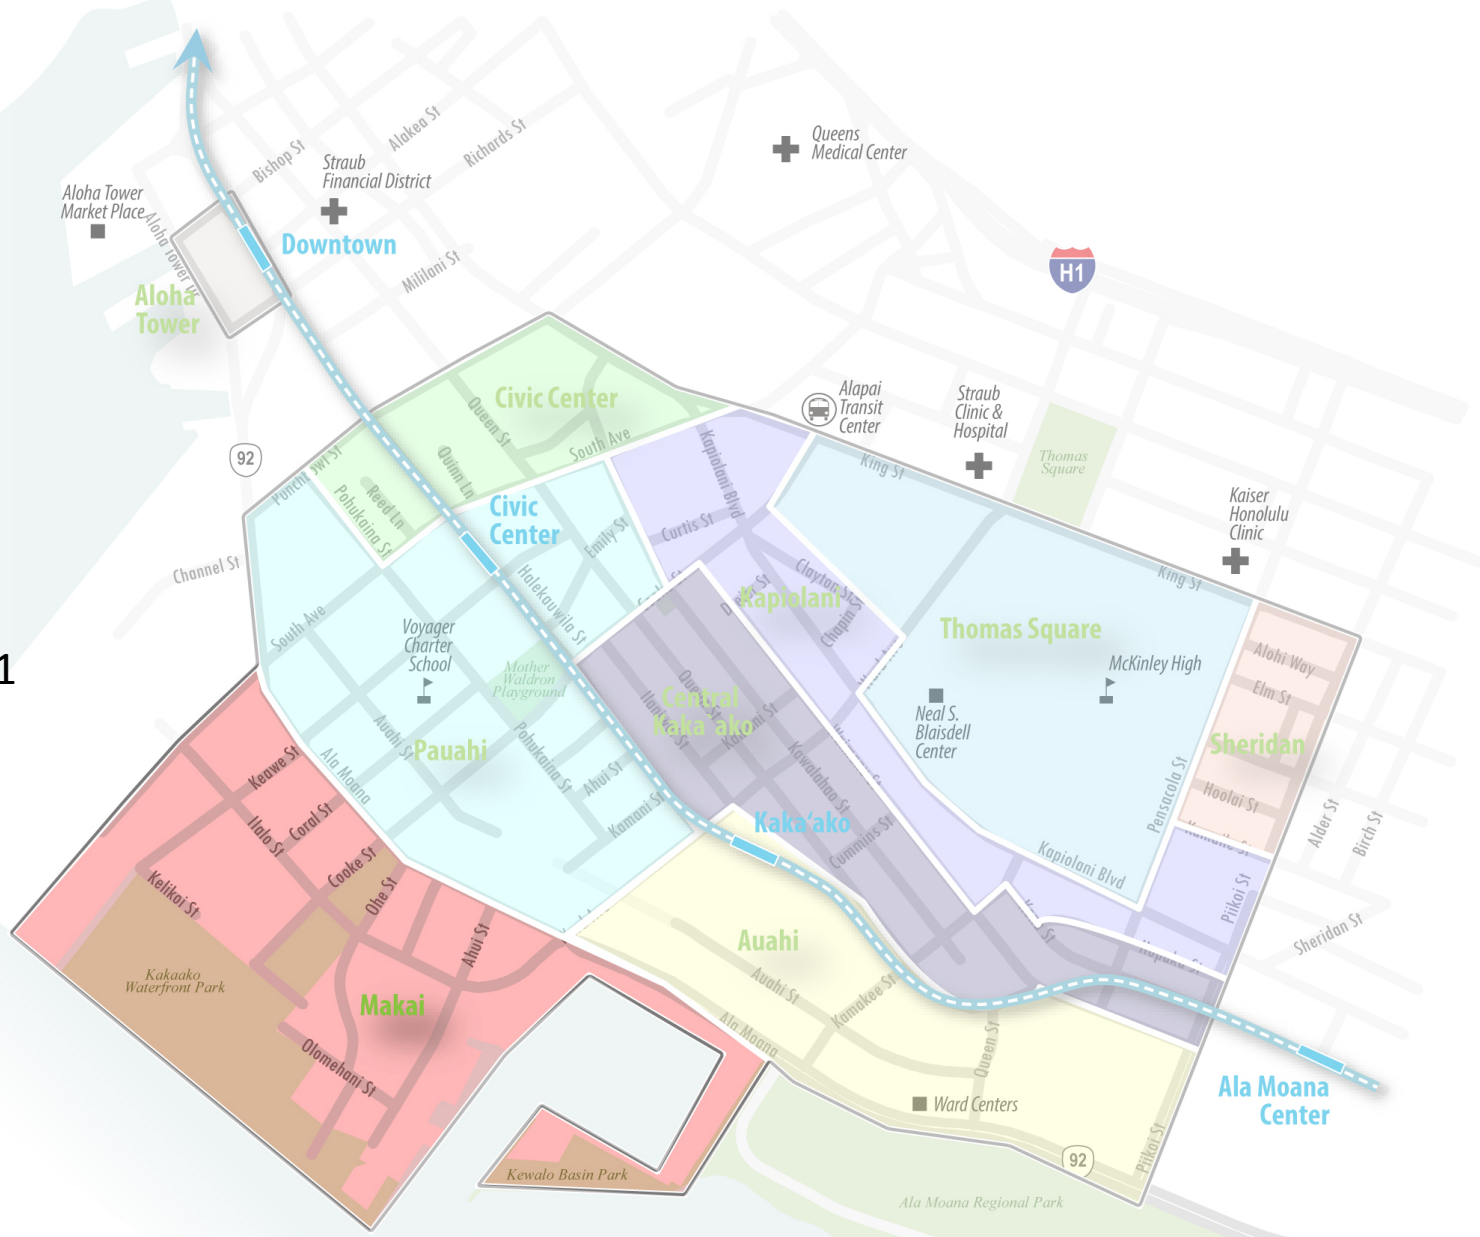 Queens
Medical Center
Alakea St
Richards St
Bishop St
Straub
Financial District
Aloha Tower
Market Place
Aloha Tower Dr
Downtown
Mililani St
H1
Aloha
Tower
Alapai
Transit
Center
Straub
Clinic &
Hospital
Civic Center
Queen St
South Ave
Kapiolani Blvd
King St
Thomas
Square
92
Quinn Ln
Reed Ln
Pohukaina St
Kaiser
Honolulu
Clinic
Civic
Center
Curtis St
Emily St
Channel St
Halekauwila St
Clayton St
Kapiolani
Chapin St
King St
South Ave
Voyager
Charter
School
Thomas Square
McKinley High
Alohi Way
Elm St
1
Mother
Waldron
Playground
Central
Kaka'ako
Neal S.
Blaisdell
Center
Sheridan
Auahi St
Pauahi
Pohukaina St
Ahui St
Kamani St
Kawaiahao St
Cummins St
Pensacola St
Hoolai St
Alder St
Birch St
Ala Moana
Keawe St
Coral St
Ilalo St
Cooke St
Ohe St
Kelikoi St
Kaka'ako
Kapiolani Blvd
Piikoi St
Hopaka St
Sheridan St
Ahui St
Auahi
Auahi St
Kamakee St
Queen St
Ala Moana
Kakaako
Waterfront Park
Makai
Olomehani St
Ward Centers
Ala Moana
Center
Piikoi St
92
Kewalo Basin Park
Ala Moana Regional Park